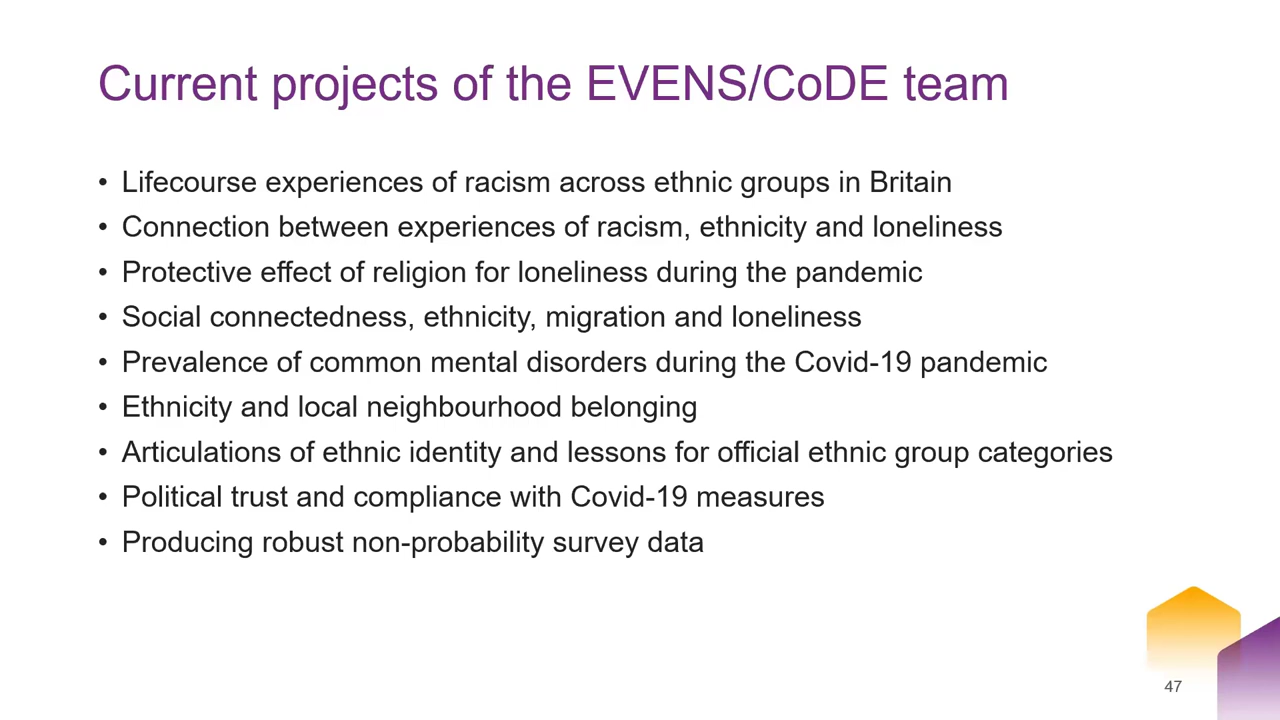 Current projects of the EVENS/CoDE team
• Lifecourse experiences of racism across ethnic groups in Britain
• Connection between experiences of racism, ethnicity and loneliness
• Protective effect of religion for loneliness during the pandemic
• Social connectedness, ethnicity, migration and loneliness
• Prevalence of common mental disorders during the Covid-19 pandemic
• Ethnicity and local neighbourhood belonging
• Articulations of ethnic identity and lessons for official ethnic group categories
• Political trust and compliance with Covid-19 measures
• Producing robust non-probability survey data
47